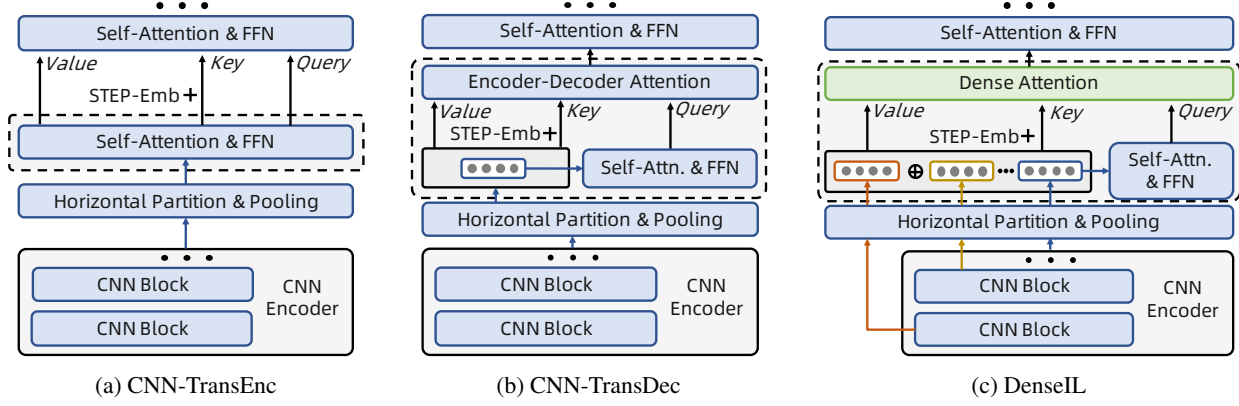 Self-Attention & FFN
Value
Key
Query
STEP-Emb+
Self-Attention & FFN
Horizontal Partition & Pooling
CNN Block
CNN Block
CNN
Encoder
(a) CNN-TransEnc
Self-Attention & FFN
Encoder-Decoder Attention
Value
Key
Query
STEP-Emb+
Self-Attn. & FFN
Horizontal Partition & Pooling
CNN Block
CNN Block
CNN
Encoder
(b) CNN-TransDec
Self-Attention & FFN
Dense Attention
Value
Key
Query
STEP-Emb+
Self-Attn.
& FFN
Horizontal Partition & Pooling
CNN Block
CNN Block
CNN
Encoder
(c) DenseIL